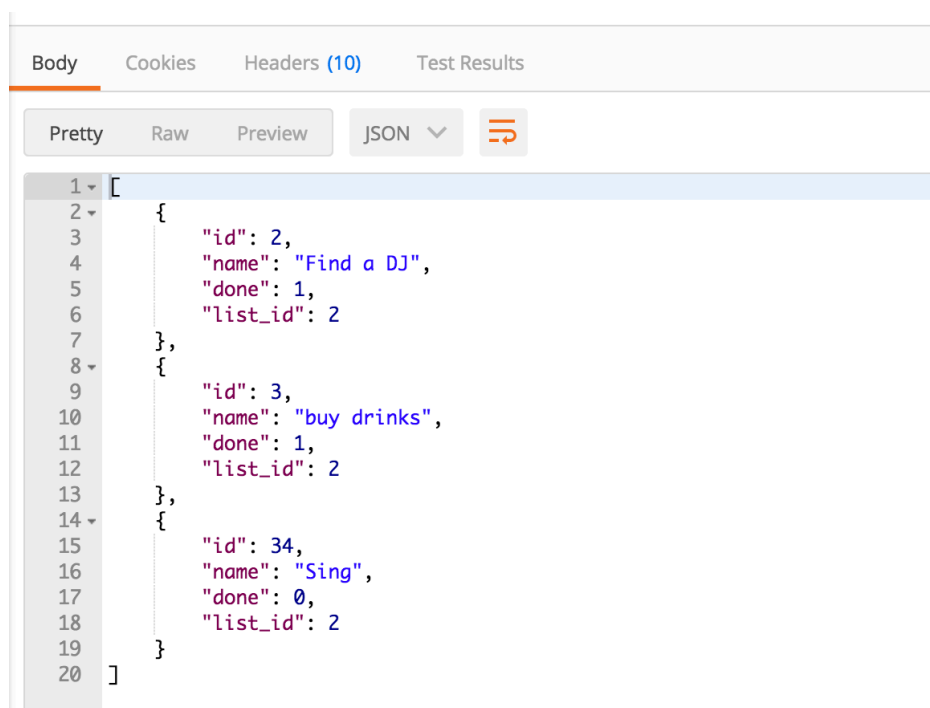 Body Cookies Headers (10) Test Results
Pretty Raw Preview JSON
1 [
2 {
3 "id": 2,
4 "name": "Find a DJ",
5 "done": 1,
6 "list_id": 2
7 },
8 {
9 "id": 3,
10 "name": "buy drinks",
11 "done": 1,
12 "list_id": 2
13 },
14 {
15 "id": 34,
16 "name": "Sing",
17 "done": 0,
18 "list_id": 2
19 }
20 ]